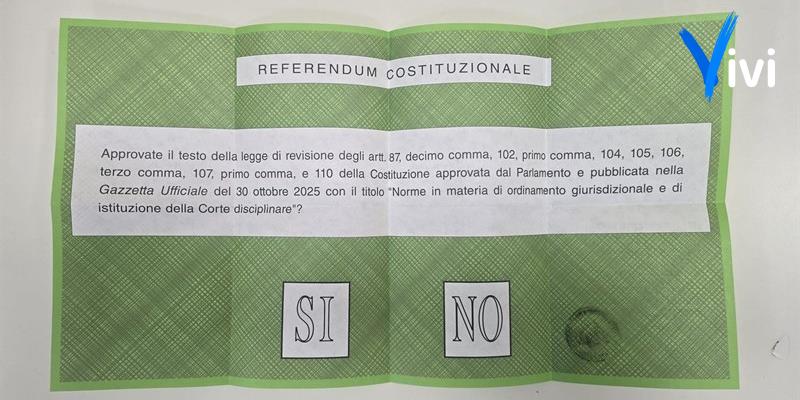 Vivi
REFERENDUM COSTITUZIONALE
Approvate il testo della legge di revisione degli artt. 87, decimo comma, 102, primo comma, 104, 105, 106,
terzo comma, 107, primo comma, e 110 della Costituzione approvata dal Parlamento e pubblicata nella
Gazzetta Ufficiale del 30 ottobre 2025 con il titolo "Norme in materia di ordinamento giurisdizionale e di
istituzione della Corte disciplinare"?
SI NO